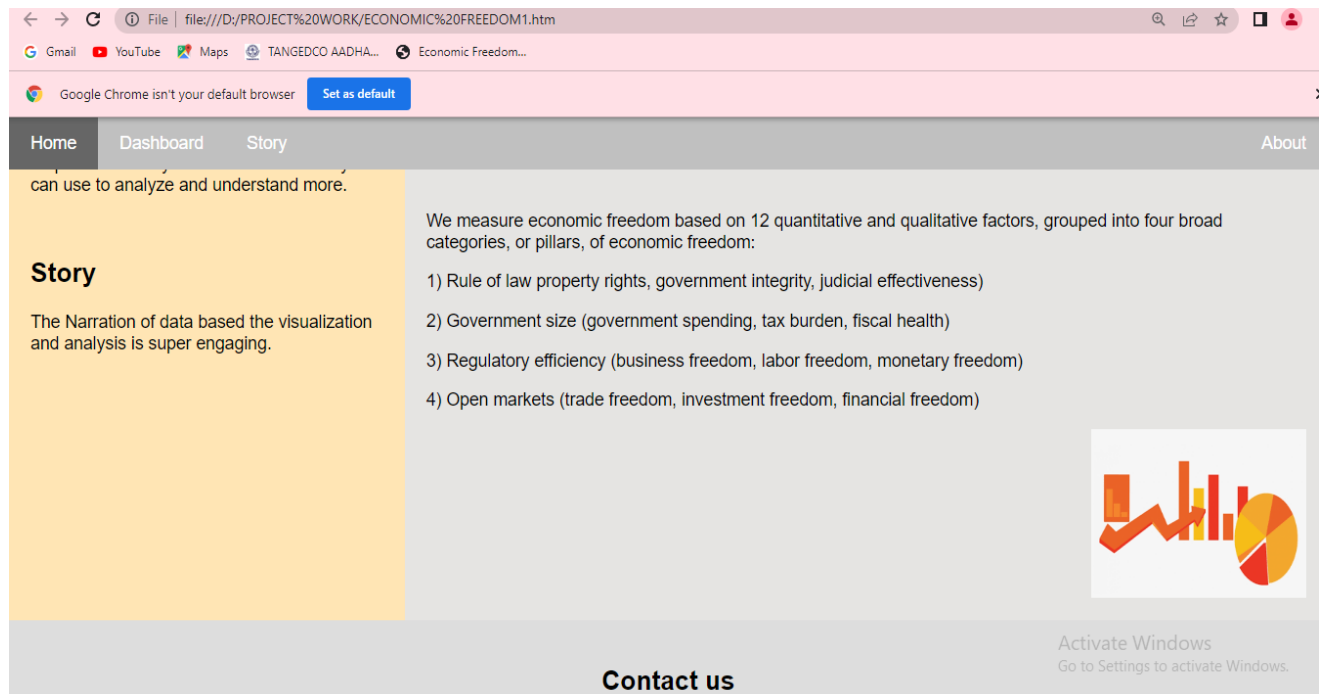 File | file:///D:/PROJECT%20WORK/ECONOMIC%20FREEDOM1.htm
Gmail YouTube Maps TANGEDCO AADHA... Economic Freedom...
Google Chrome isn't your default browser Set as default
Home Dashboard Story About
can use to analyze and understand more.
Story
The Narration of data based the visualization
and analysis is super engaging.
We measure economic freedom based on 12 quantitative and qualitative factors, grouped into four broad
categories, or pillars, of economic freedom:
1) Rule of law property rights, government integrity, judicial effectiveness)
2) Government size (government spending, tax burden, fiscal health)
3) Regulatory efficiency (business freedom, labor freedom, monetary freedom)
4) Open markets (trade freedom, investment freedom, financial freedom)
Activate Windows
Go to Settings to activate Windows.
Contact us